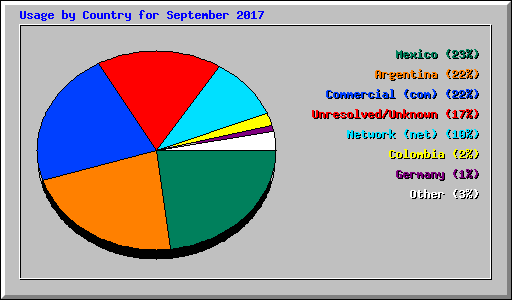 Usage by Country for September 2017
Mexico (23%)
Argentina (22%)
Commercial (com) (22%)
Unresolved/Unknown (17%)
Network (net) (10%)
Colombia (2%)
Germany (1%)
Other (3%)